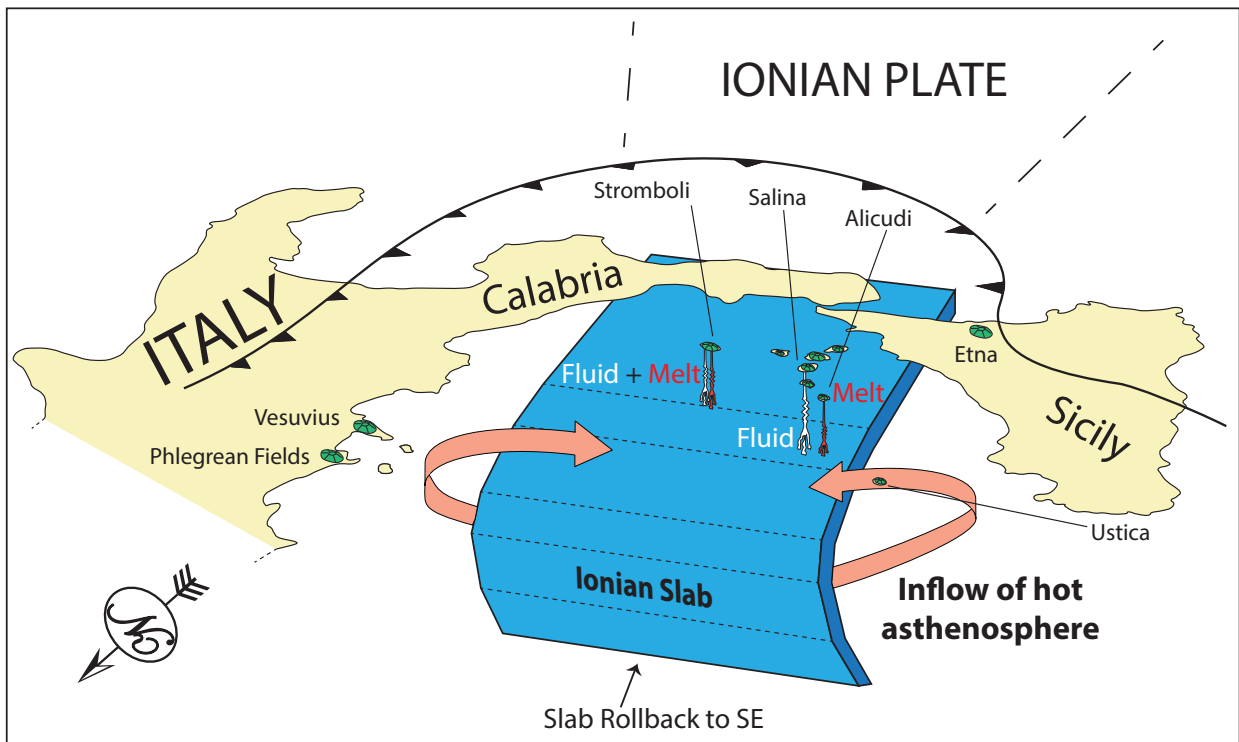 IONIAN PLATE
Stromboli
Salina
Alicudi
ITALY
Calabria
Etna
Fluid + Melt
Melt
Sicily
Vesuvius
Fluid
Phlegrean Fields
Ustica
Ionian Slab
Inflow of hot
asthenosphere
N
Slab Rollback to SE